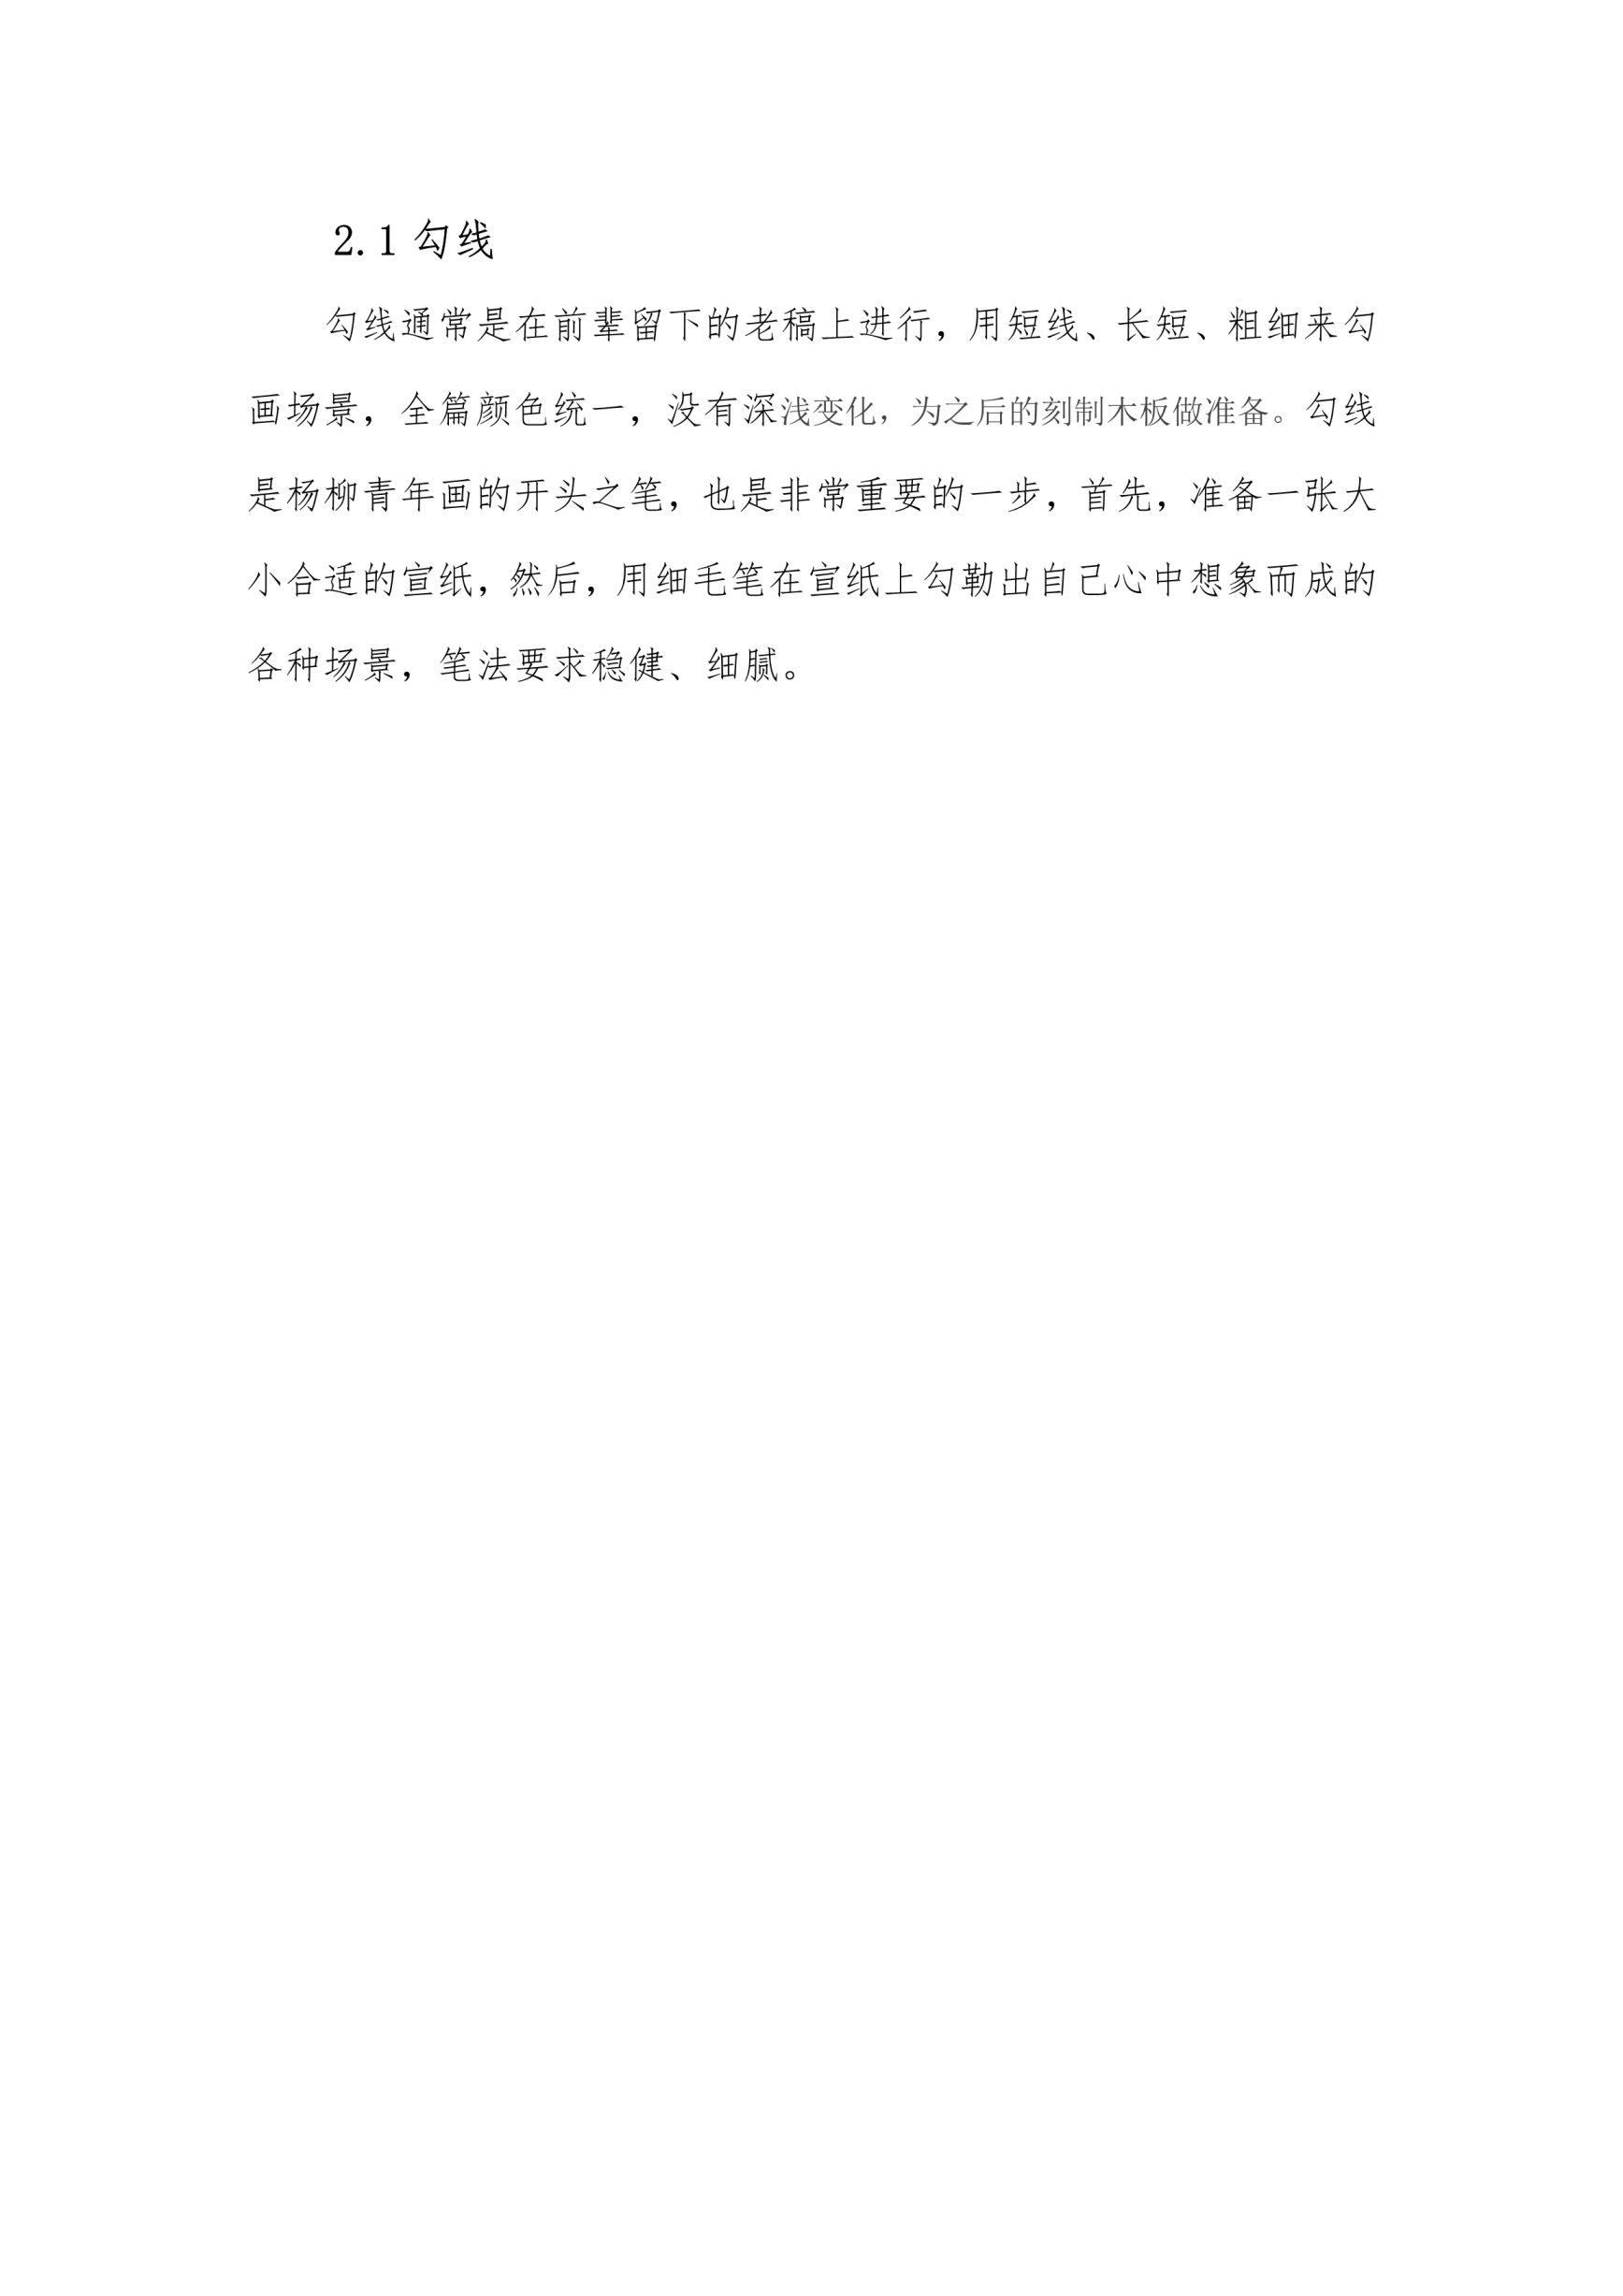 2.1 勾线
勾线通常是在前辈留下的老稿上进行，用短线、长短、粗细来勾
画场景，全篇颜色统一，没有深浅变化，为之后的刻制木板做准备。勾线
是杨柳青年画的开头之笔，也是非常重要的一步，首先，准备一张大
小合适的宣纸，然后，用细毛笔在宣纸上勾勒出自己心中想象而成的
各种场景，笔法要求稳健、细腻。